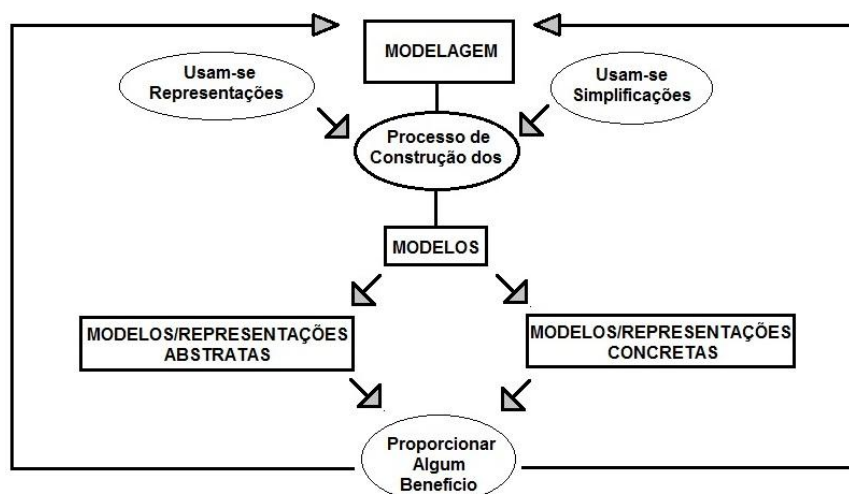 MODELAGEM
Usam-se
Representações
Usam-se
Simplificações
Processo de
Construção dos
MODELOS
MODELOS/REPRESENTAÇÕES
ABSTRATAS
MODELOS/REPRESENTAÇÕES
CONCRETAS
Proporcionar
Algum
Benefício